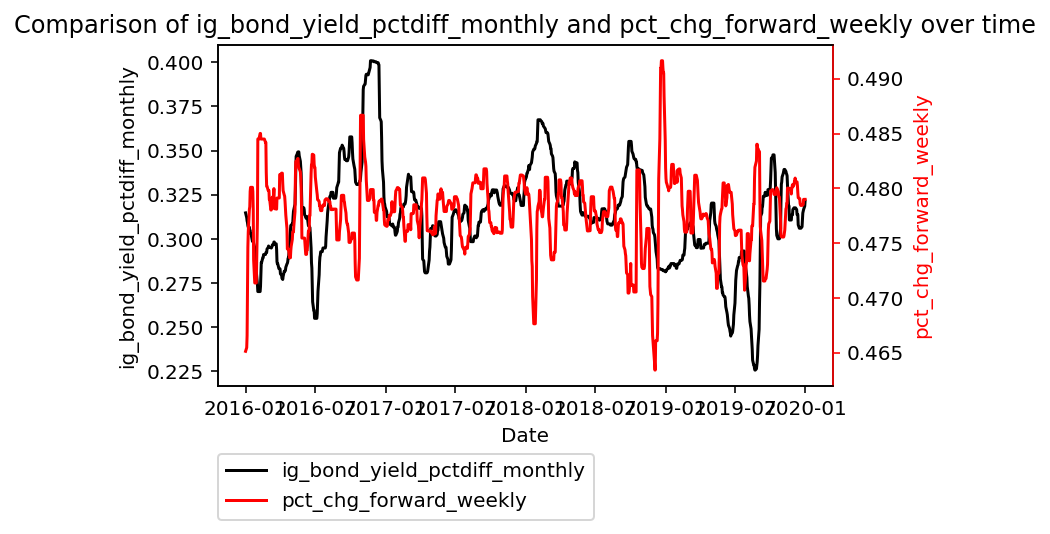 Comparison of ig_bond_yield_pctdiff_monthly and pct_chg_forward_weekly over time
ig_bond_yield_pctdiff_monthly
0.400
0.375
0.350
0.325
0.300
0.275
0.250
0.225
0.490
0.485
0.480
0.475
0.470
0.465
pct_chg_forward_weekly
2016-01 2016-07 2017-01 2017-07 2018-01 2018-07 2019-01 2019-07 2020-01
Date
ig_bond_yield_pctdiff_monthly
pct_chg_forward_weekly